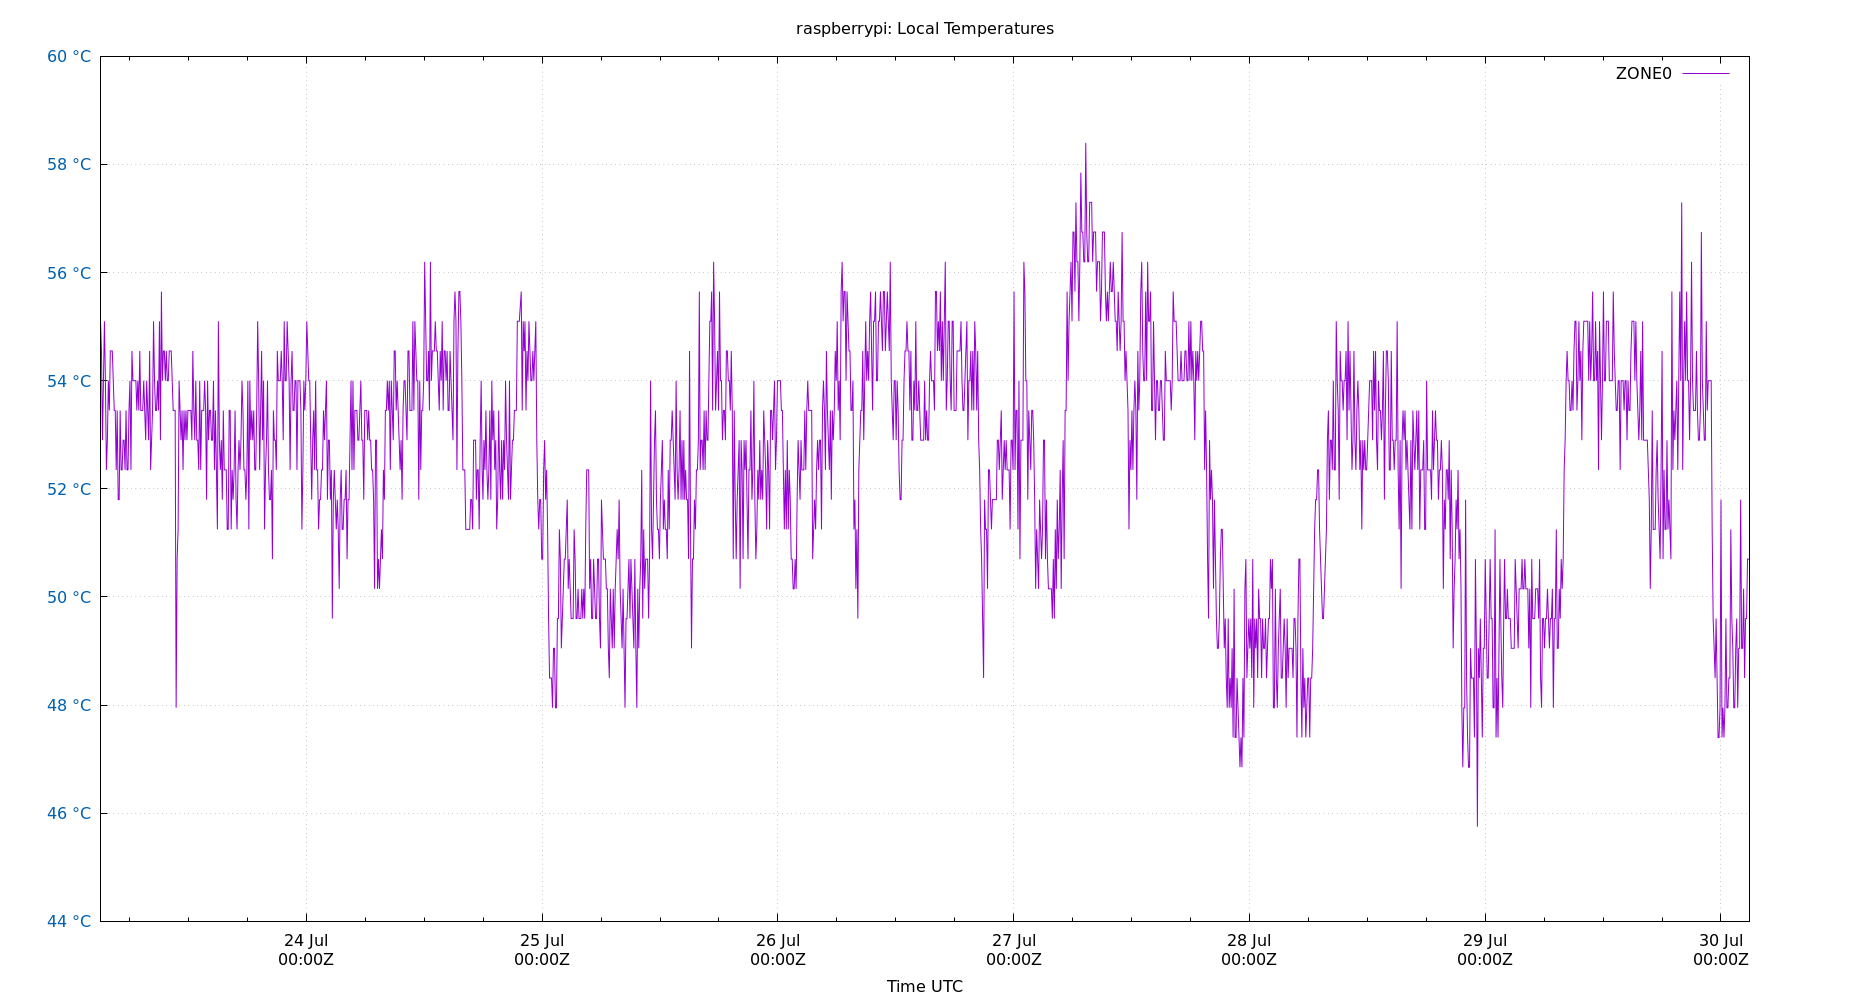 raspberrypi: Local Temperatures
60 °C
ZONE0
58 °C
56 °C
54 °C
52 °C
50 °C
48 °C
46 °C
44 °C
24 Jul 25 Jul 26 Jul 27 Jul 28 Jul 29 Jul 30 Jul
00:00Z 00:00Z 00:00Z 00:00Z 00:00Z 00:00Z 00:00Z
Time UTC